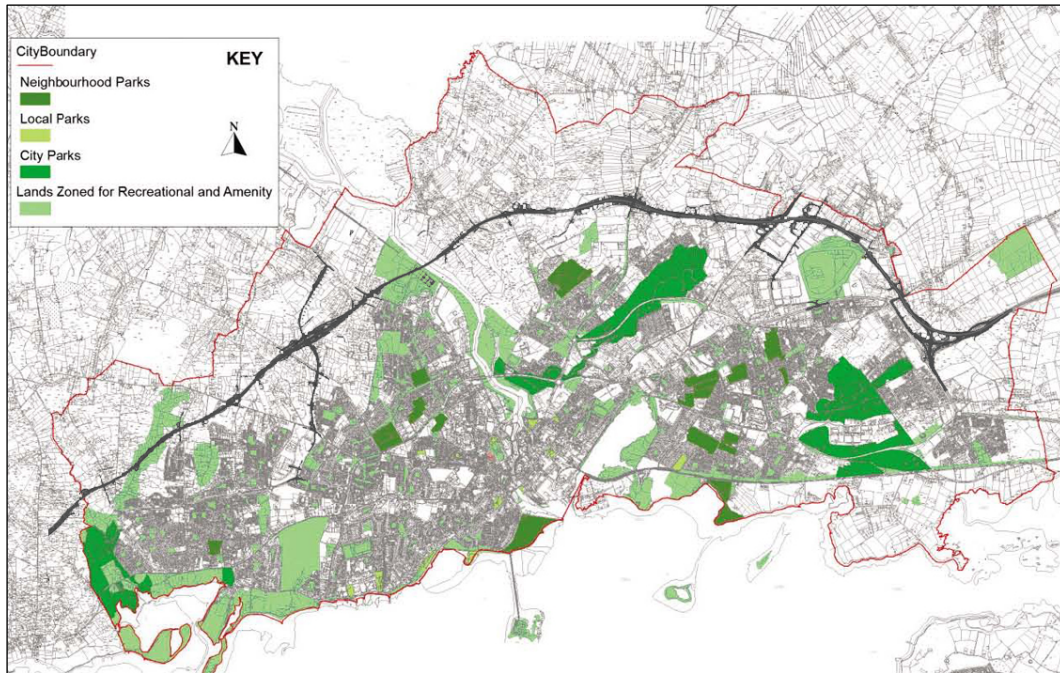 CityBoundary
KEY
Neighbourhood Parks
Local Parks
N
City Parks
Lands Zoned for Recreational and Amenity